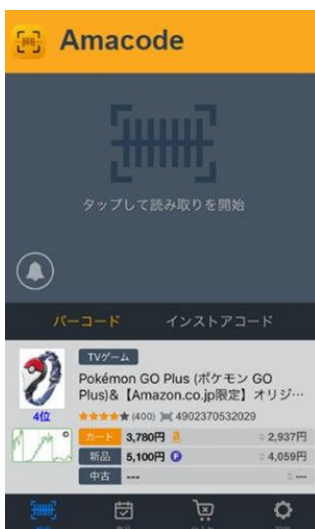 Amacode
タップして読み取りを開始
バーコード インストアコード
TVゲーム
Pokémon GO Plus (ポケモン GO
Plus)&【Amazon.co.jp限定】オリジ…
4位 (400) 4902370532029
カート 3,780円 2,937円
新品 5,100円 4,059円
中古 --- ---